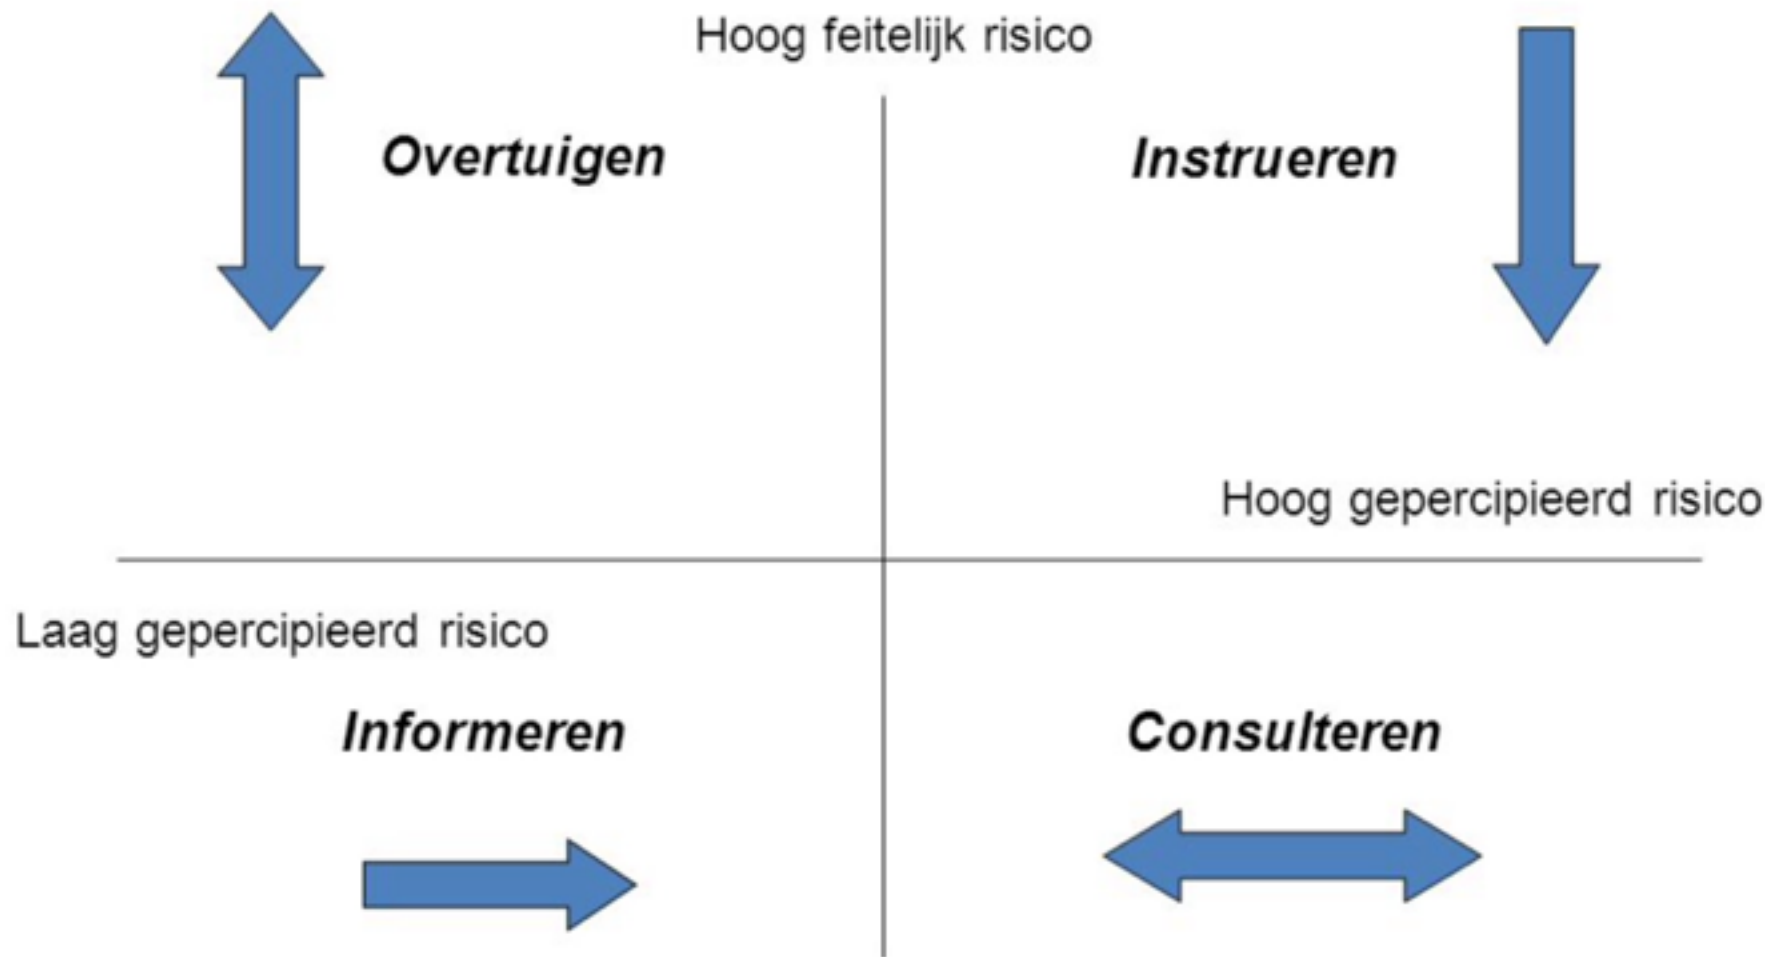 Hoog feitelijk risico
Overtuigen
Instrueren
Hoog gepercipieerd risico
Laag gepercipieerd risico
Informeren
Consulteren